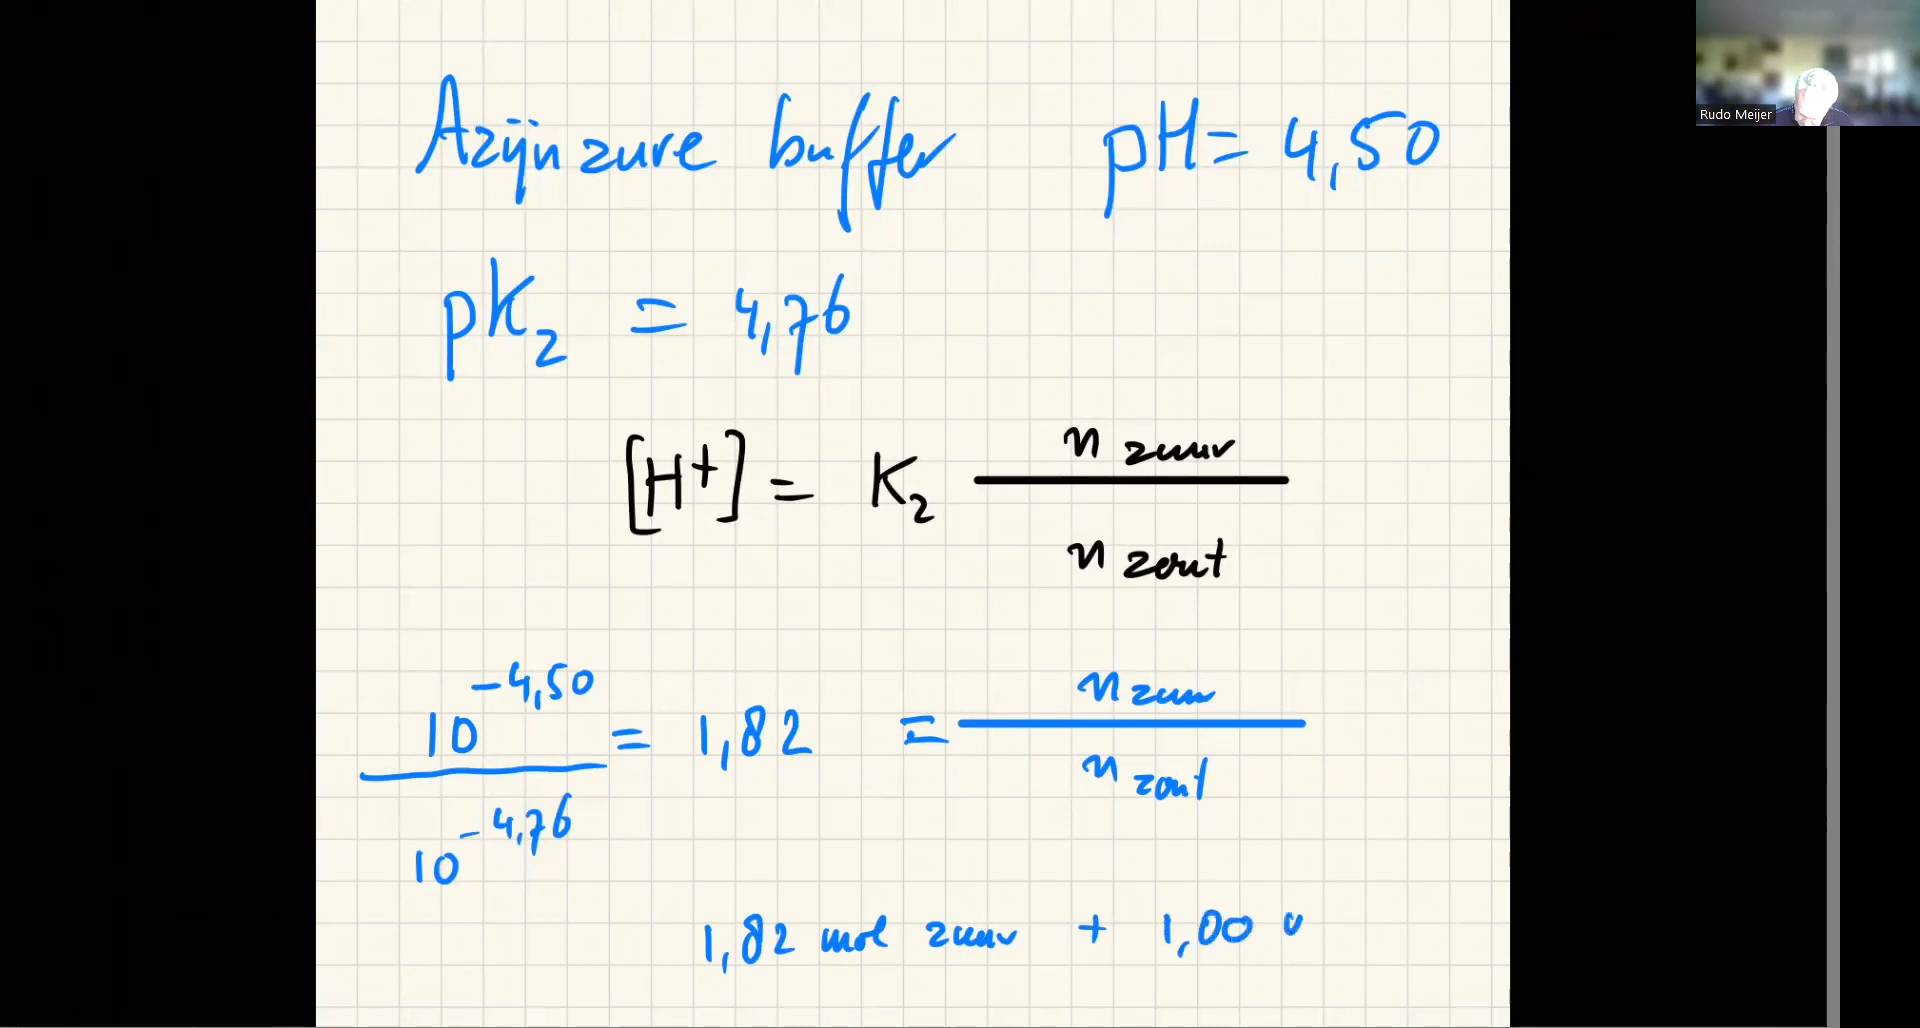 Azijnzure buffer pH = 4,50
Rudo Meijer
pK₂ = 4,76
[H⁺] = K₂ n zuur / n zout
10^-4,50 / 10^-4,76 = 1,82 = n zuur / n zout
1,82 mol zuur + 1,00